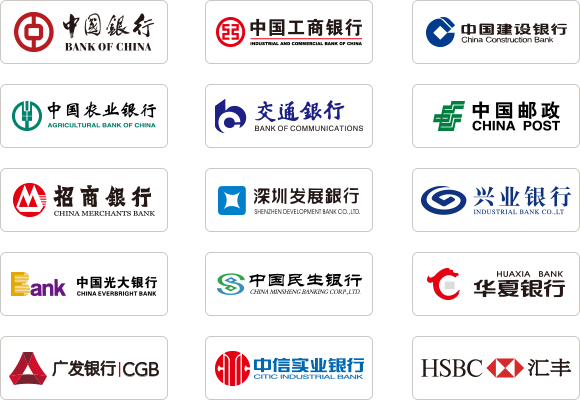 中国银行
BANK OF CHINA
中国工商银行
INDUSTRIAL AND COMMERCIAL BANK OF CHINA
中国建设银行
China Construction Bank
中国农业银行
AGRICULTURAL BANK OF CHINA
交通银行
BANK OF COMMUNICATIONS
中国邮政
CHINA POST
招商银行
CHINA MERCHANTS BANK
深圳发展银行
SHENZHEN DEVELOPMENT BANK CO.,LTD.
兴业银行
INDUSTRIAL BANK CO.,LT
Bank
中国光大银行
CHINA EVERBRIGHT BANK
中国民生银行
CHINA MINSHENG BANKING CORP.,LTD.
HUAXIA BANK
华夏银行
广发银行|CGB
中信实业银行
CITIC INDUSTRIAL BANK
HSBC 汇丰